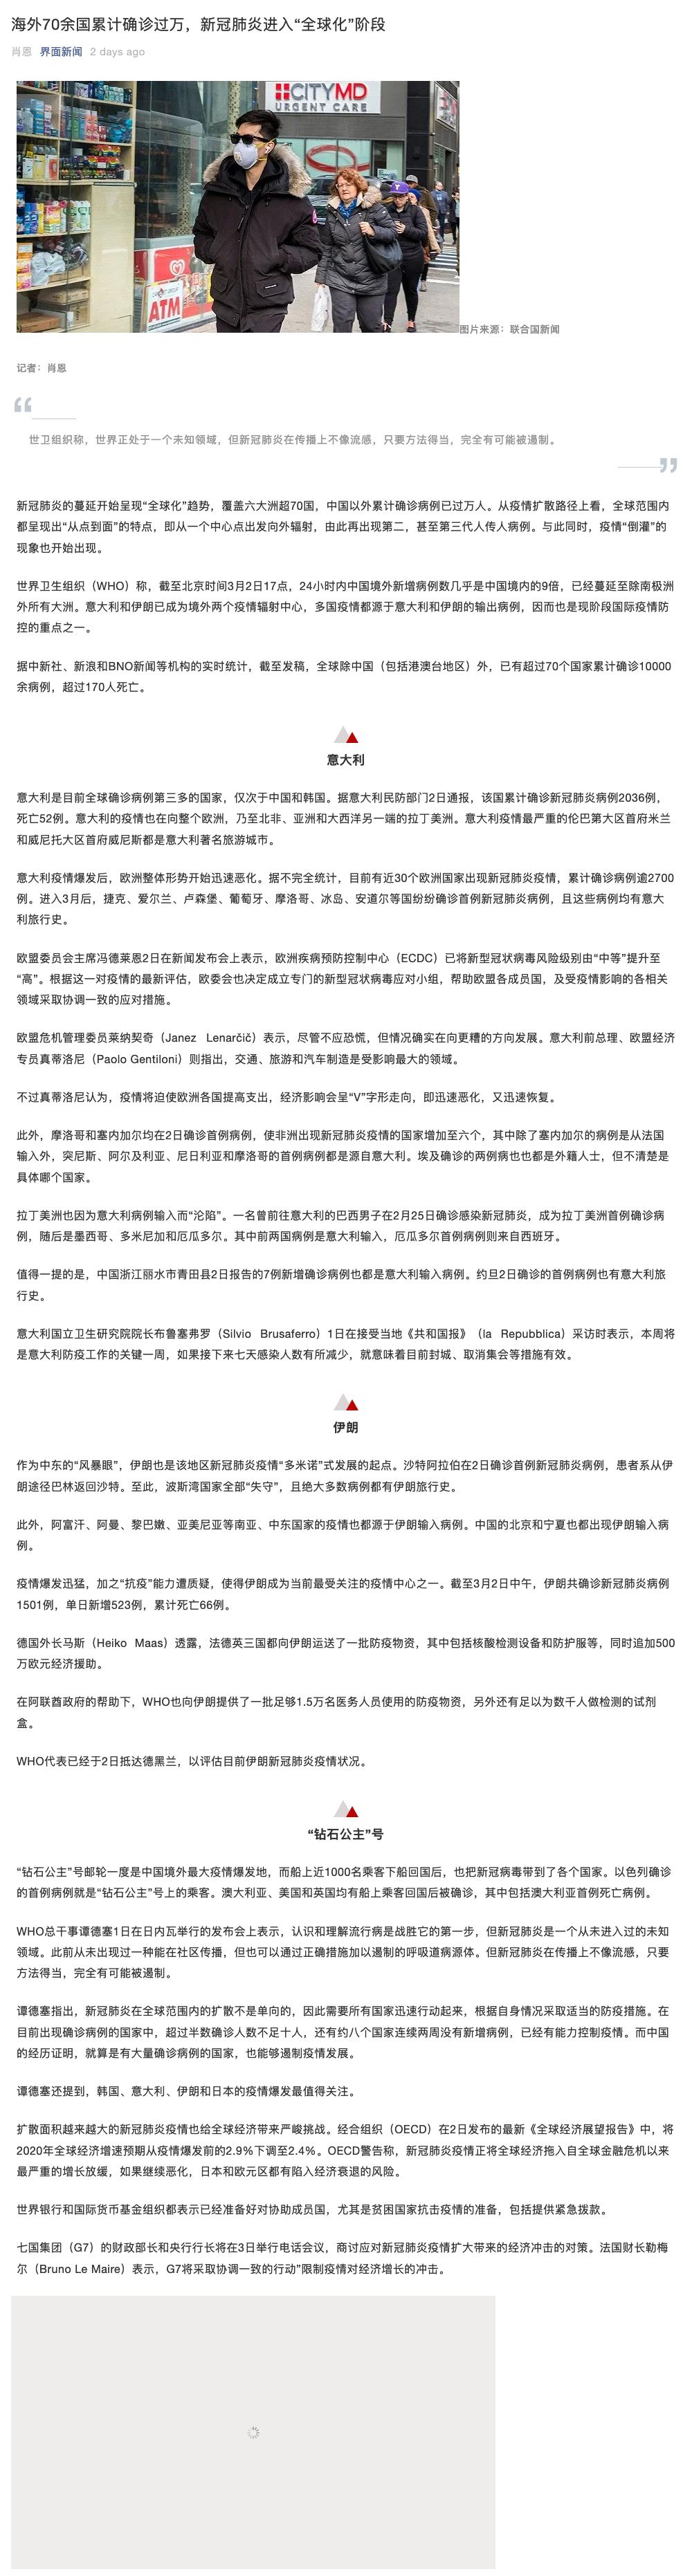 海外70余国累计确诊过万，新冠肺炎进入“全球化”阶段
肖恩 界面新闻 2 days ago
CITYMD
URGENT CARE
ATM
图片来源：联合国新闻
记者：肖恩
世卫组织称，世界正处于一个未知领域，但新冠肺炎在传播上不像流感，只要方法得当，完全有可能被遏制。
新冠肺炎的蔓延开始呈现“全球化”趋势，覆盖六大洲超70国，中国以外累计确诊病例已过万人。从疫情扩散路径上看，全球范围内
都呈现出“从点到面”的特点，即从一个中心点出发向外辐射，由此再出现第二，甚至第三代人传人病例。与此同时，疫情“倒灌”的
现象也开始出现。
世界卫生组织（WHO）称，截至北京时间3月2日17点，24小时内中国境外新增病例数几乎是中国境内的9倍，已经蔓延至除南极洲
外所有大洲。意大利和伊朗已成为境外两个疫情辐射中心，多国疫情都源于意大利和伊朗的输出病例，因而也是现阶段国际疫情防
控的重点之一。
据中新社、新浪和BNO新闻等机构的实时统计，截至发稿，全球除中国（包括港澳台地区）外，已有超过70个国家累计确诊10000
余病例，超过170人死亡。
意大利
意大利是目前全球确诊病例第三多的国家，仅次于中国和韩国。据意大利民防部门2日通报，该国累计确诊新冠肺炎病例2036例，
死亡52例。意大利的疫情也在向整个欧洲，乃至北非、亚洲和大西洋另一端的拉丁美洲。意大利疫情最严重的伦巴第大区首府米兰
和威尼托大区首府威尼斯都是意大利著名旅游城市。
意大利疫情爆发后，欧洲整体形势开始迅速恶化。据不完全统计，目前有近30个欧洲国家出现新冠肺炎疫情，累计确诊病例逾2700
例。进入3月后，捷克、爱尔兰、卢森堡、葡萄牙、摩洛哥、冰岛、安道尔等国纷纷确诊首例新冠肺炎病例，且这些病例均有意大
利旅行史。
欧盟委员会主席冯德莱恩2日在新闻发布会上表示，欧洲疾病预防控制中心（ECDC）已将新型冠状病毒风险级别由“中等”提升至
“高”。根据这一对疫情的最新评估，欧委会也决定成立专门的新型冠状病毒应对小组，帮助欧盟各成员国，及受疫情影响的各相关
领域采取协调一致的应对措施。
欧盟危机管理委员莱纳契奇（Janez Lenarčič）表示，尽管不应恐慌，但情况确实在向更糟的方向发展。意大利前总理、欧盟经济
专员真蒂洛尼（Paolo Gentiloni）则指出，交通、旅游和汽车制造是受影响最大的领域。
不过真蒂洛尼认为，疫情将迫使欧洲各国提高支出，经济影响会呈“V”字形走向，即迅速恶化，又迅速恢复。
此外，摩洛哥和塞内加尔均在2日确诊首例病例，使非洲出现新冠肺炎疫情的国家增加至六个，其中除了塞内加尔的病例是从法国
输入外，突尼斯、阿尔及利亚、尼日利亚和摩洛哥的首例病例都是源自意大利。埃及确诊的两例病也也都是外籍人士，但不清楚是
具体哪个国家。
拉丁美洲也因为意大利病例输入而“沦陷”。一名曾前往意大利的巴西男子在2月25日确诊感染新冠肺炎，成为拉丁美洲首例确诊病
例，随后是墨西哥、多米尼加和厄瓜多尔。其中前两国病例是意大利输入，厄瓜多尔首例病例则来自西班牙。
值得一提的是，中国浙江丽水市青田县2日报告的7例新增确诊病例也都是意大利输入病例。约旦2日确诊的首例病例也有意大利旅
行史。
意大利国立卫生研究院院长布鲁塞弗罗（Silvio Brusaferro）1日在接受当地《共和国报》（la Repubblica）采访时表示，本周将
是意大利防疫工作的关键一周，如果接下来七天感染人数有所减少，就意味着目前封城、取消集会等措施有效。
伊朗
作为中东的“风暴眼”，伊朗也是该地区新冠肺炎疫情“多米诺”式发展的起点。沙特阿拉伯在2日确诊首例新冠肺炎病例，患者系从伊
朗途径巴林返回沙特。至此，波斯湾国家全部“失守”，且绝大多数病例都有伊朗旅行史。
此外，阿富汗、阿曼、黎巴嫩、亚美尼亚等南亚、中东国家的疫情也都源于伊朗输入病例。中国的北京和宁夏也都出现伊朗输入病
例。
疫情爆发迅猛，加之“抗疫”能力遭质疑，使得伊朗成为当前最受关注的疫情中心之一。截至3月2日中午，伊朗共确诊新冠肺炎病例
1501例，单日新增523例，累计死亡66例。
德国外长马斯（Heiko Maas）透露，法德英三国都向伊朗运送了一批防疫物资，其中包括核酸检测设备和防护服等，同时追加500
万欧元经济援助。
在阿联酋政府的帮助下，WHO也向伊朗提供了一批足够1.5万名医务人员使用的防疫物资，另外还有足以为数千人做检测的试剂
盒。
WHO代表已经于2日抵达德黑兰，以评估目前伊朗新冠肺炎疫情状况。
“钻石公主”号
“钻石公主”号邮轮一度是中国境外最大疫情爆发地，而船上近1000名乘客下船回国后，也把新冠病毒带到了各个国家。以色列确诊
的首例病例就是“钻石公主”号上的乘客。澳大利亚、美国和英国均有船上乘客回国后被确诊，其中包括澳大利亚首例死亡病例。
WHO总干事谭德塞1日在日内瓦举行的发布会上表示，认识和理解流行病是战胜它的第一步，但新冠肺炎是一个从未进入过的未知
领域。此前从未出现过一种能在社区传播，但也可以通过正确措施加以遏制的呼吸道病源体。但新冠肺炎在传播上不像流感，只要
方法得当，完全有可能被遏制。
谭德塞指出，新冠肺炎在全球范围内的扩散不是单向的，因此需要所有国家迅速行动起来，根据自身情况采取适当的防疫措施。在
目前出现确诊病例的国家中，超过半数确诊人数不足十人，还有约八个国家连续两周没有新增病例，已经有能力控制疫情。而中国
的经历证明，就算是有大量确诊病例的国家，也能够遏制疫情发展。
谭德塞还提到，韩国、意大利、伊朗和日本的疫情爆发最值得关注。
扩散面积越来越大的新冠肺炎疫情也给全球经济带来严峻挑战。经合组织（OECD）在2日发布的最新《全球经济展望报告》中，将
2020年全球经济增速预期从疫情爆发前的2.9%下调至2.4%。OECD警告称，新冠肺炎疫情正将全球经济拖入自全球金融危机以来
最严重的增长放缓，如果继续恶化，日本和欧元区都有陷入经济衰退的风险。
世界银行和国际货币基金组织都表示已经准备好对协助成员国，尤其是贫困国家抗击疫情的准备，包括提供紧急拨款。
七国集团（G7）的财政部长和央行行长将在3日举行电话会议，商讨应对新冠肺炎疫情扩大带来的经济冲击的对策。法国财长勒梅
尔（Bruno Le Maire）表示，G7将采取协调一致的行动”限制疫情对经济增长的冲击。